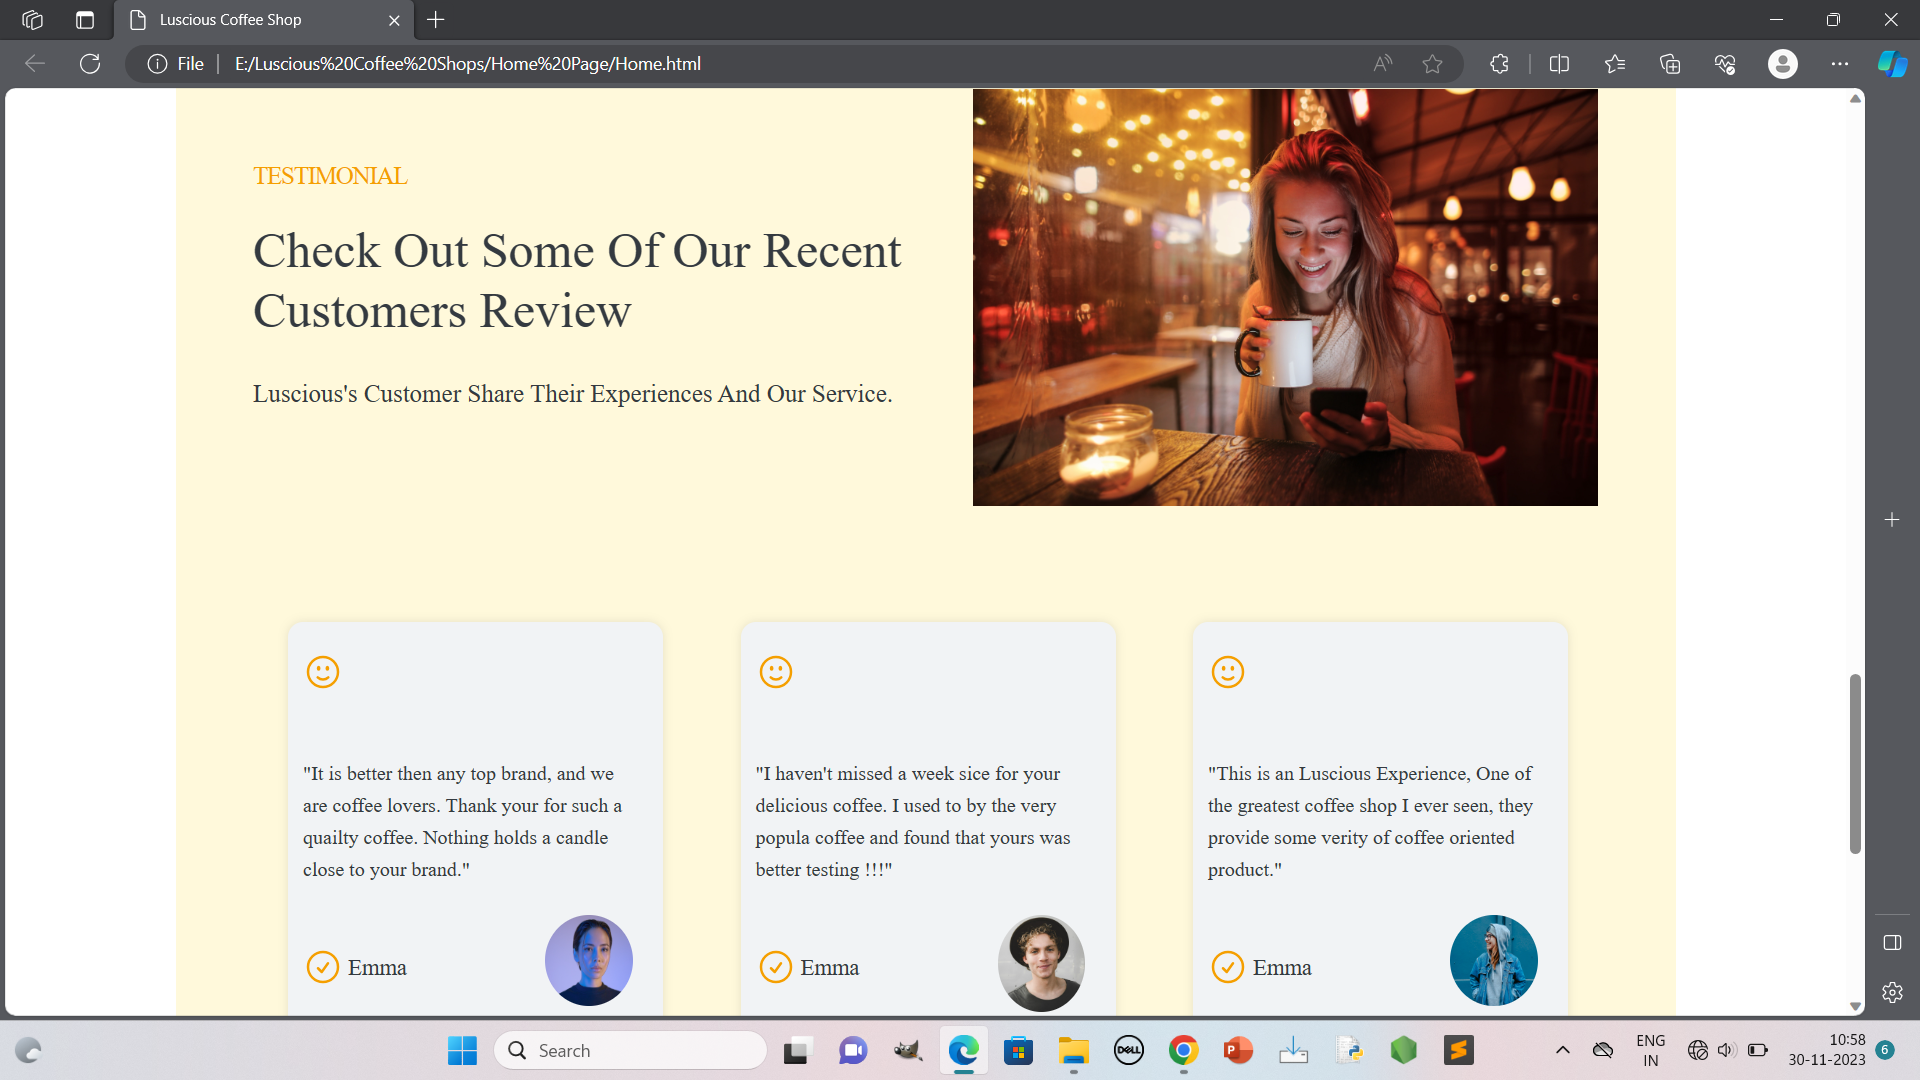 Luscious Coffee Shop
File
E:/Luscious%20Coffee%20Shops/Home%20Page/Home.html
TESTIMONIAL
Check Out Some Of Our Recent
Customers Review
Luscious's Customer Share Their Experiences And Our Service.
"It is better then any top brand, and we
are coffee lovers. Thank your for such a
quailty coffee. Nothing holds a candle
close to your brand."
Emma
"I haven't missed a week sice for your
delicious coffee. I used to by the very
popula coffee and found that yours was
better testing !!!"
Emma
"This is an Luscious Experience, One of
the greatest coffee shop I ever seen, they
provide some verity of coffee oriented
product."
Emma
Search
DELL
P
ENG
IN
10:58
30-11-2023
6